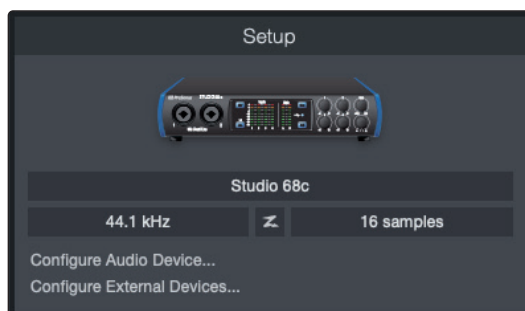 Setup
Studio 68c
44.1 kHz Z 16 samples
Configure Audio Device...
Configure External Devices...